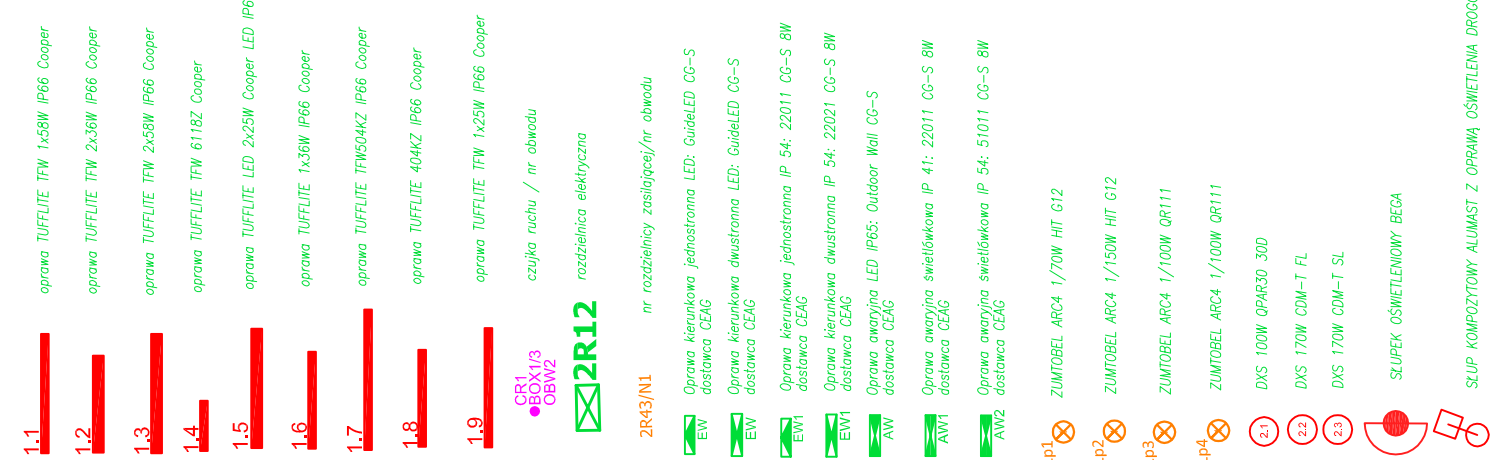 1.1 oprawa TUFFLITE TFW 1x58W IP66 Cooper
1.2 oprawa TUFFLITE TFW 2x36W IP66 Cooper
1.3 oprawa TUFFLITE TFW 2x58W IP66 Cooper
1.4 oprawa TUFFLITE TFW 6118Z Cooper
1.5 oprawa TUFFLITE LED 2x25W Cooper LED
1.6 oprawa TUFFLITE 1x36W IP66 Cooper
1.7 oprawa TUFFLITE TFW504KZ IP66 Cooper
1.8 oprawa TUFFLITE 404KZ IP66 Cooper
1.9 oprawa TUFFLITE TFW 1x25W IP66 Cooper
CR1 czujka ruchu / nr obwodu
BOX1/3
OBW2
2R12 rozdzielnica elektryczna
2R43/N1 nr rozdzielnicy zasilającej/nr obwodu
EW Oprawa kierunkowa jednostronna LED: GuideLED CG-S
dostawca CEAG
EW Oprawa kierunkowa dwustronna LED: GuideLED CG-S
dostawca CEAG
EW1 Oprawa kierunkowa jednostronna IP 54: 22011 CG-S 8W
dostawca CEAG
EW1 Oprawa kierunkowa dwustronna IP 54: 22021 CG-S 8W
dostawca CEAG
AW Oprawa awaryjna LED IP65: Outdoor Wall CG-S
dostawca CEAG
AW1 Oprawa awaryjna świetlówkowa IP 41: 22011 CG-S 8W
dostawca CEAG
AW2 Oprawa awaryjna świetlówkowa IP 54: 51011 CG-S 8W
dostawca CEAG
.p1 ZUMTOBEL ARC4 1/70W HIT G12
.p2 ZUMTOBEL ARC4 1/150W HIT G12
.p3 ZUMTOBEL ARC4 1/100W QR111
.p4 ZUMTOBEL ARC4 1/100W QR111
2.1 DXS 100W QPAR30 30D
2.2 DXS 170W CDM-T FL
2.3 DXS 170W CDM-T SL
SŁUPEK OŚWIETLENIOWY BEGA
SŁUP KOMPOZYTOWY ALUMAST Z OPRAWĄ OŚWIETLENIA